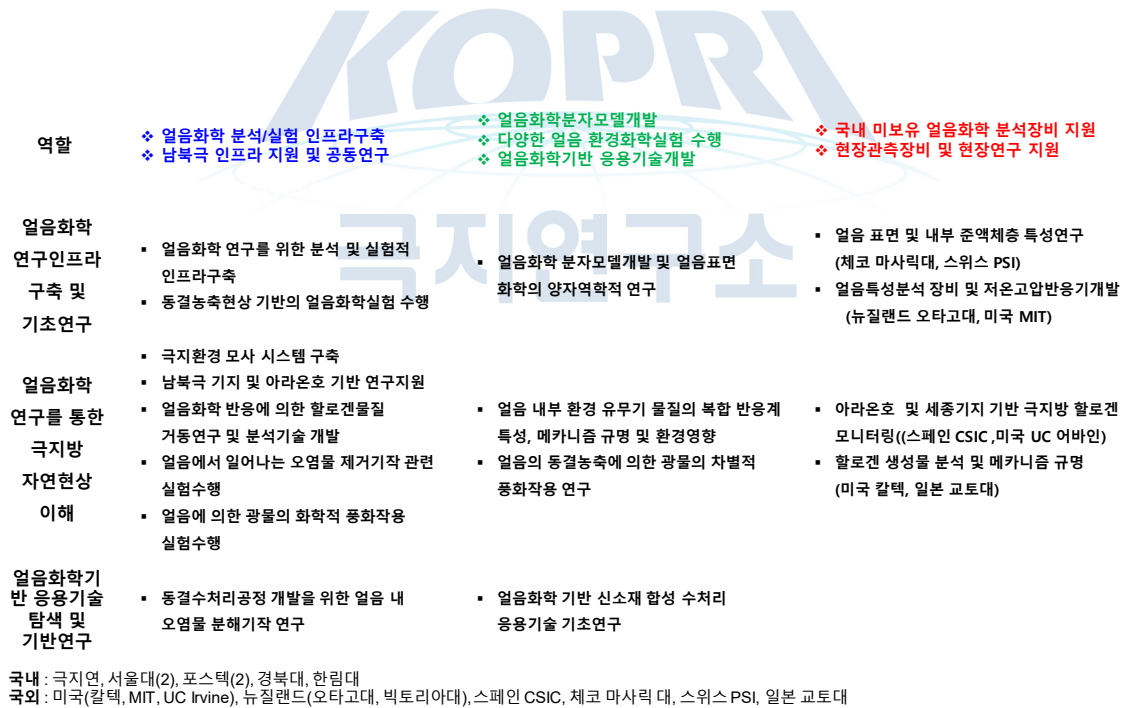 KOPRI
극지연구소
역할
❖ 얼음화학 분석/실험 인프라구축
❖ 남북극 인프라 지원 및 공동연구
❖ 얼음화학분자모델개발
❖ 다양한 얼음 환경화학실험 수행
❖ 얼음화학기반 응용기술개발
❖ 국내 미보유 얼음화학 분석장비 지원
❖ 현장관측장비 및 현장연구 지원
얼음화학
연구인프라
구축 및
기초연구
▪ 얼음화학 연구를 위한 분석 및 실험적
인프라구축
▪ 동결농축현상 기반의 얼음화학실험 수행
▪ 얼음화학 분자모델개발 및 얼음표면
화학의 양자역학적 연구
▪ 얼음 표면 및 내부 준액체층 특성연구
(체코 마사릭대, 스위스 PSI)
▪ 얼음특성분석 장비 및 저온고압반응기개발
(뉴질랜드 오타고대, 미국 MIT)
얼음화학
연구를 통한
극지방
자연현상
이해
▪ 극지환경 모사 시스템 구축
▪ 남북극 기지 및 아라온호 기반 연구지원
▪ 얼음화학 반응에 의한 할로겐물질
거동연구 및 분석기술 개발
▪ 얼음에서 일어나는 오염물 제거기작 관련
실험수행
▪ 얼음에 의한 광물의 화학적 풍화작용
실험수행
▪ 얼음 내부 환경 유무기 물질의 복합 반응계
특성, 메카니즘 규명 및 환경영향
▪ 얼음의 동결농축에 의한 광물의 차별적
풍화작용 연구
▪ 아라온호 및 세종기지 기반 극지방 할로겐
모니터링((스페인 CSIC ,미국 UC 어바인)
▪ 할로겐 생성물 분석 및 메카니즘 규명
(미국 칼텍, 일본 교토대)
얼음화학기
반 응용기술
탐색 및
기반연구
▪ 동결수처리공정 개발을 위한 얼음 내
오염물 분해기작 연구
▪ 얼음화학 기반 신소재 합성 수처리
응용기술 기초연구
국내 : 극지연, 서울대(2), 포스텍(2), 경북대, 한림대
국외 : 미국(칼텍, MIT, UC Irvine), 뉴질랜드(오타고대, 빅토리아대), 스페인 CSIC, 체코 마사릭 대, 스위스 PSI, 일본 교토대